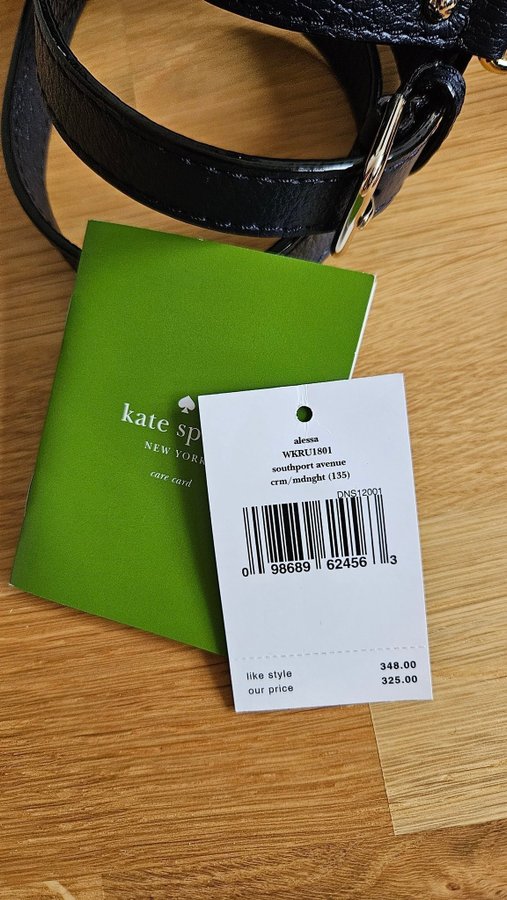 kate sp
NEW YORK
care card
alessa
WKRU1801
southport avenue
crm/mdnght (135)
DNS12001
0 98689 62456 3
like style 348.00
our price 325.00